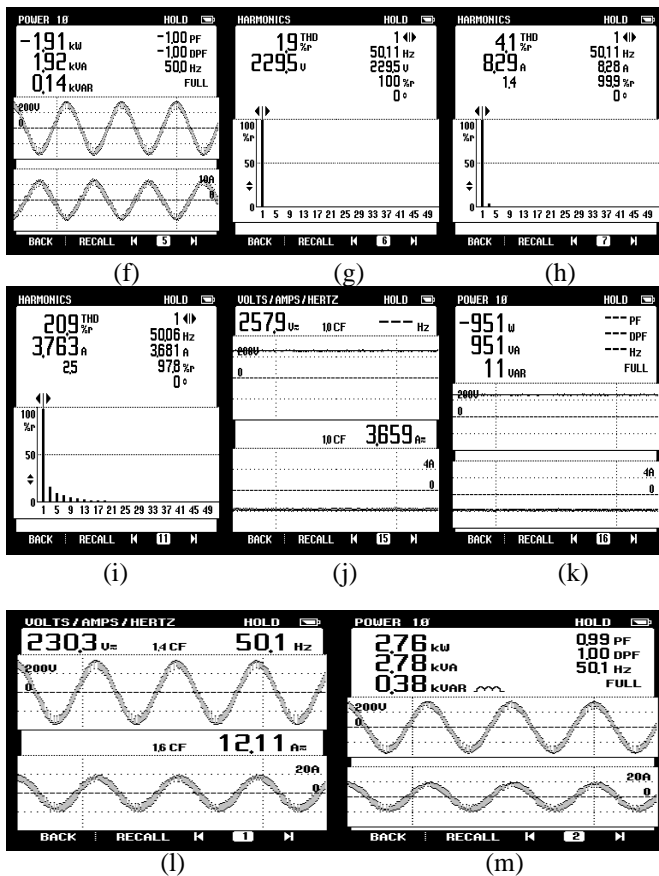 POWER 1Ø HOLD
-1,91 kW -1,00 PF
1,92 kVA -1,00 DPF
0,14 kVAR 50,0 Hz
FULL
200V
0
10A
0
BACK RECALL 5
(f)
HARMONICS HOLD
1,9 THD %r 1
229,5 V 50,11 Hz
229,5 V
100 %r
0 °
100
%r
50
0
1 5 9 13 17 21 25 29 33 37 41 45 49
BACK RECALL 6
(g)
HARMONICS HOLD
4,1 THD %r 1
8,29 A 50,11 Hz
1,4 8,28 A
99,9 %r
0 °
100
%r
50
0
1 5 9 13 17 21 25 29 33 37 41 45 49
BACK RECALL 7
(h)
HARMONICS HOLD
20,9 THD %r 1
3,763 A 50,06 Hz
2,5 3,681 A
97,8 %r
0 °
100
%r
50
0
1 5 9 13 17 21 25 29 33 37 41 45 49
BACK RECALL 11
(i)
VOLTS/AMPS/HERTZ HOLD
257,9 V 1,0 CF --- Hz
200V
0
1,0 CF 3,659 A
4A
0
BACK RECALL 15
(j)
POWER 1Ø HOLD
-951 W --- PF
951 VA --- DPF
11 VAR --- Hz
FULL
200V
0
4A
0
BACK RECALL 16
(k)
VOLTS/AMPS/HERTZ HOLD
230,3 V 1,4 CF 50,1 Hz
200V
0
1,6 CF 12,11 A
20A
0
BACK RECALL 1
(l)
POWER 1Ø HOLD
2,76 kW 0,99 PF
2,78 kVA 1,00 DPF
0,38 kVAR 50,1 Hz
FULL
200V
0
20A
0
BACK RECALL 2
(m)